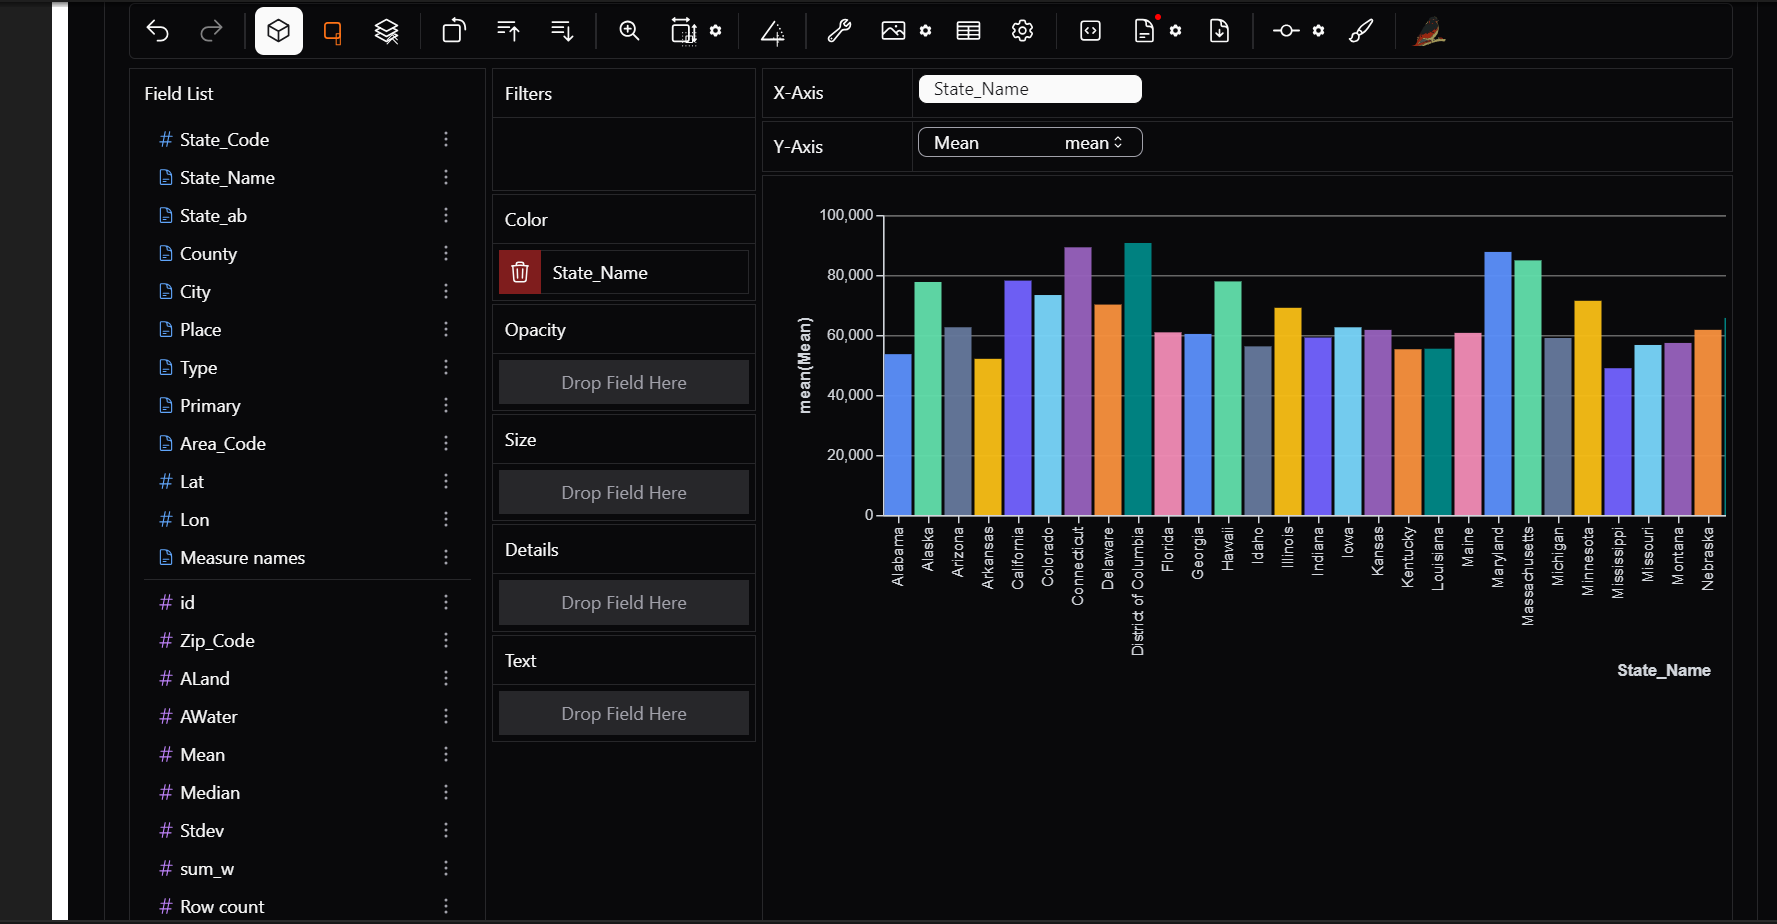 Field List
State_Code
State_Name
State_ab
County
City
Place
Type
Primary
Area_Code
Lat
Lon
Measure names
id
Zip_Code
ALand
AWater
Mean
Median
Stdev
sum_w
Row count
Filters
Color
State_Name
Opacity
Drop Field Here
Size
Drop Field Here
Details
Drop Field Here
Text
Drop Field Here
X-Axis
State_Name
Y-Axis
Mean mean
mean(Mean)
100,000
80,000
60,000
40,000
20,000
0
Alabama
Alaska
Arizona
Arkansas
California
Colorado
Connecticut
Delaware
District of Columbia
Florida
Georgia
Hawaii
Idaho
Illinois
Indiana
Iowa
Kansas
Kentucky
Louisiana
Maine
Maryland
Massachusetts
Michigan
Minnesota
Mississippi
Missouri
Montana
Nebraska
State_Name